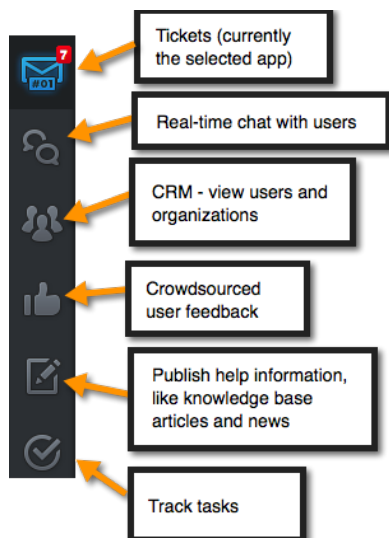 7
#01
Tickets (currently
the selected app)
Real-time chat with users
CRM - view users and
organizations
Crowdsourced
user feedback
Publish help information,
like knowledge base
articles and news
Track tasks